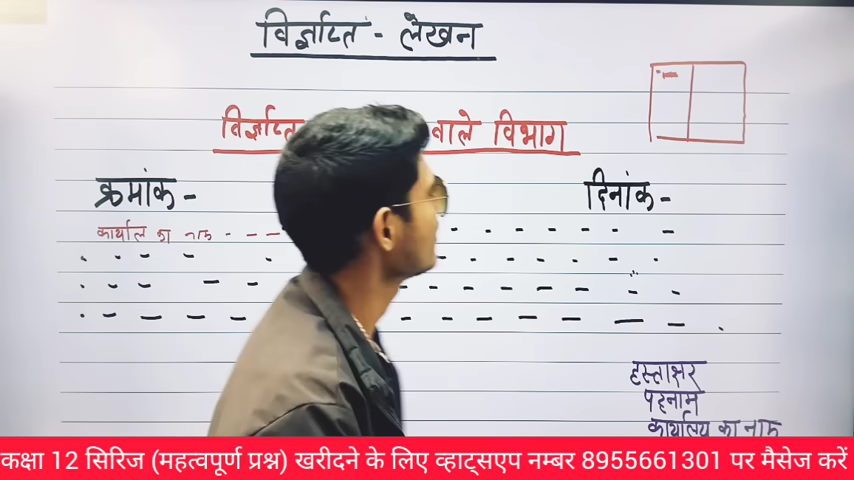 विज्ञप्ति - लेखन
विज्ञप्ति वाले विभाग
क्रमांक - दिनांक -
कार्याल का नाम - - -
हस्ताक्षर
पदनाम
कार्यालय का नाम
कक्षा 12 सिरिज (महत्वपूर्ण प्रश्न) खरीदने के लिए व्हाट्सएप नम्बर 8955661301 पर मैसेज करें